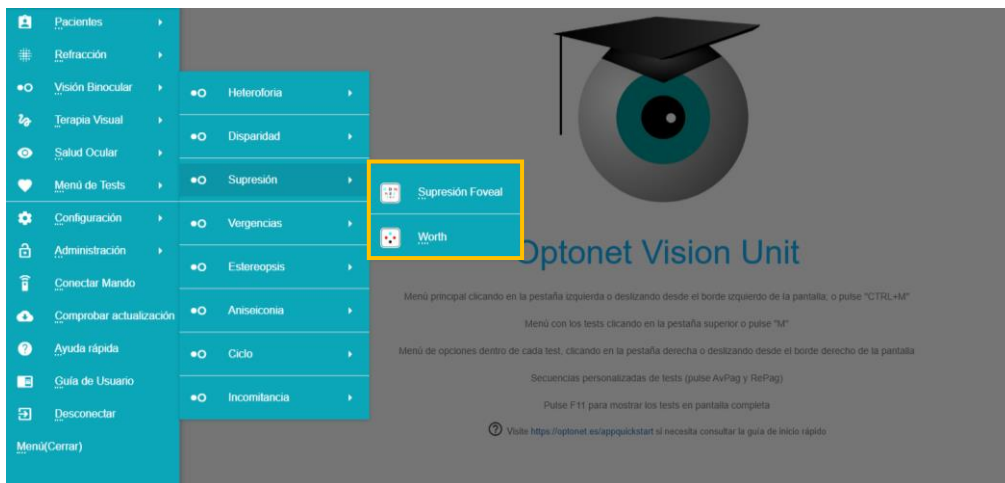 Pacientes
Refracción
Visión Binocular
Terapia Visual
Salud Ocular
Menú de Tests
Configuración
Administración
Conectar Mando
Comprobar actualización
Ayuda rápida
Guía de Usuario
Desconectar
Menú(Cerrar)
Heteroforia
Disparidad
Supresión
Vergencias
Estereopsis
Aniseiconia
Ciclo
Incomitancia
Supresión Foveal
Worth
Optonet Vision Unit
Menú principal clicando en la pestaña izquierda o deslizando desde el borde izquierdo de la pantalla; o pulse "CTRL+M"
Menú con los tests clicando en la pestaña superior o pulse "M"
Menú de opciones dentro de cada test, clicando en la pestaña derecha o deslizando desde el borde derecho de la pantalla
Secuencias personalizadas de tests (pulse AvPag y RePag)
Pulse F11 para mostrar los tests en pantalla completa
Visite https://optonet.es/appquickstart si necesita consultar la guía de inicio rápido